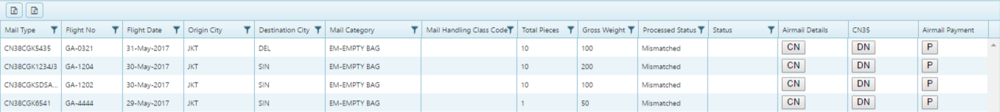 Mail Type Flight No Flight Date Origin City Destination City Mail Category Mail Handling Class Code Total Pieces Gross Weight Processed Status Status Airmail Details CN35 Airmail Payment
CN38CGK5435 GA-0321 31-May-2017 JKT DEL EM-EMPTY BAG 10 100 Mismatched CN DN P
CN38CGK1234J3 GA-1204 30-May-2017 JKT SIN EM-EMPTY BAG 10 200 Mismatched CN DN P
CN38CGKSDSA... GA-1202 30-May-2017 JKT SIN EM-EMPTY BAG 10 100 Mismatched CN DN P
CN38CGK6541 GA-4444 29-May-2017 JKT SIN EM-EMPTY BAG 1 50 Mismatched CN DN P